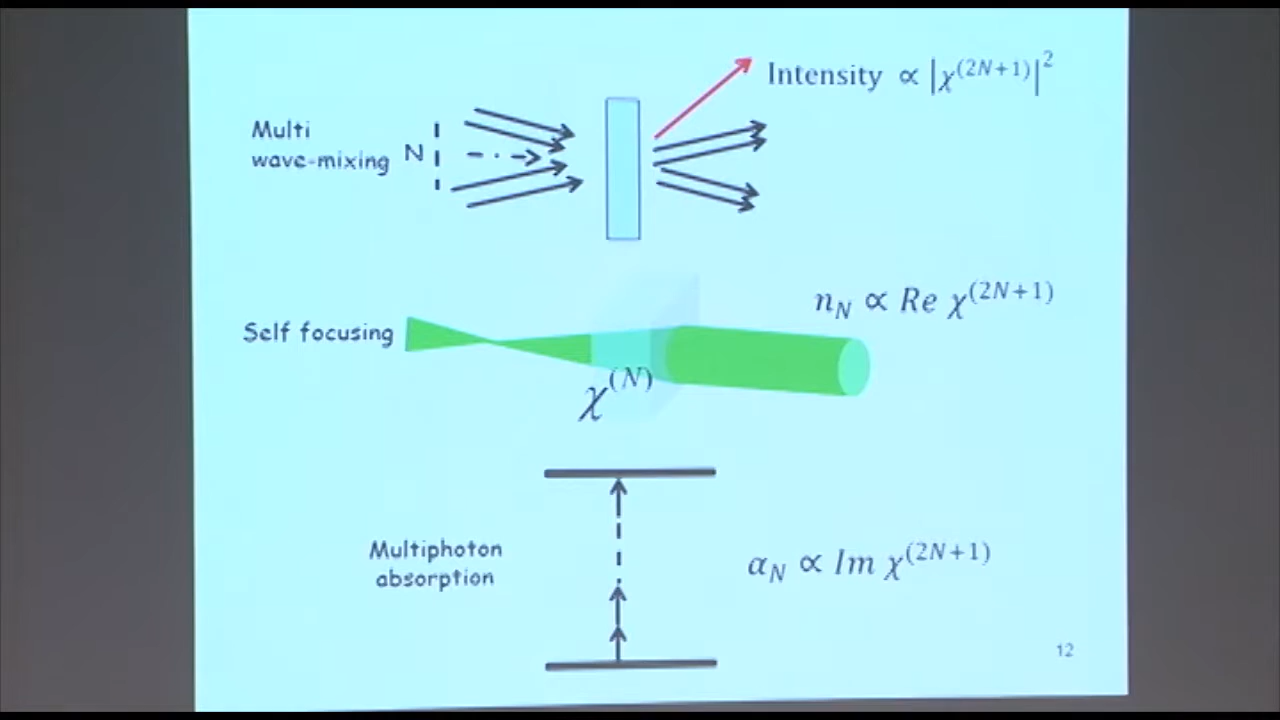 Intensity ∝ |χ^(2N+1)|^2
Multi
wave-mixing
N
n_N ∝ Re χ^(2N+1)
Self focusing
χ^(N)
Multiphoton
absorption
α_N ∝ Im χ^(2N+1)
12